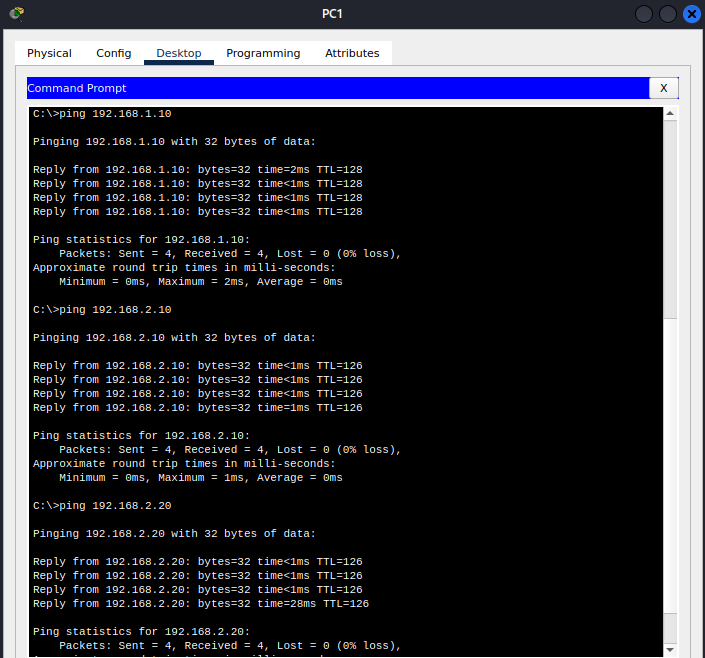 PC1
Physical Config Desktop Programming Attributes
Command Prompt X
C:\>ping 192.168.1.10
Pinging 192.168.1.10 with 32 bytes of data:
Reply from 192.168.1.10: bytes=32 time=2ms TTL=128
Reply from 192.168.1.10: bytes=32 time<1ms TTL=128
Reply from 192.168.1.10: bytes=32 time<1ms TTL=128
Reply from 192.168.1.10: bytes=32 time<1ms TTL=128
Ping statistics for 192.168.1.10:
Packets: Sent = 4, Received = 4, Lost = 0 (0% loss),
Approximate round trip times in milli-seconds:
Minimum = 0ms, Maximum = 2ms, Average = 0ms
C:\>ping 192.168.2.10
Pinging 192.168.2.10 with 32 bytes of data:
Reply from 192.168.2.10: bytes=32 time<1ms TTL=126
Reply from 192.168.2.10: bytes=32 time<1ms TTL=126
Reply from 192.168.2.10: bytes=32 time<1ms TTL=126
Reply from 192.168.2.10: bytes=32 time=1ms TTL=126
Ping statistics for 192.168.2.10:
Packets: Sent = 4, Received = 4, Lost = 0 (0% loss),
Approximate round trip times in milli-seconds:
Minimum = 0ms, Maximum = 1ms, Average = 0ms
C:\>ping 192.168.2.20
Pinging 192.168.2.20 with 32 bytes of data:
Reply from 192.168.2.20: bytes=32 time<1ms TTL=126
Reply from 192.168.2.20: bytes=32 time<1ms TTL=126
Reply from 192.168.2.20: bytes=32 time<1ms TTL=126
Reply from 192.168.2.20: bytes=32 time=28ms TTL=126
Ping statistics for 192.168.2.20:
Packets: Sent = 4, Received = 4, Lost = 0 (0% loss),